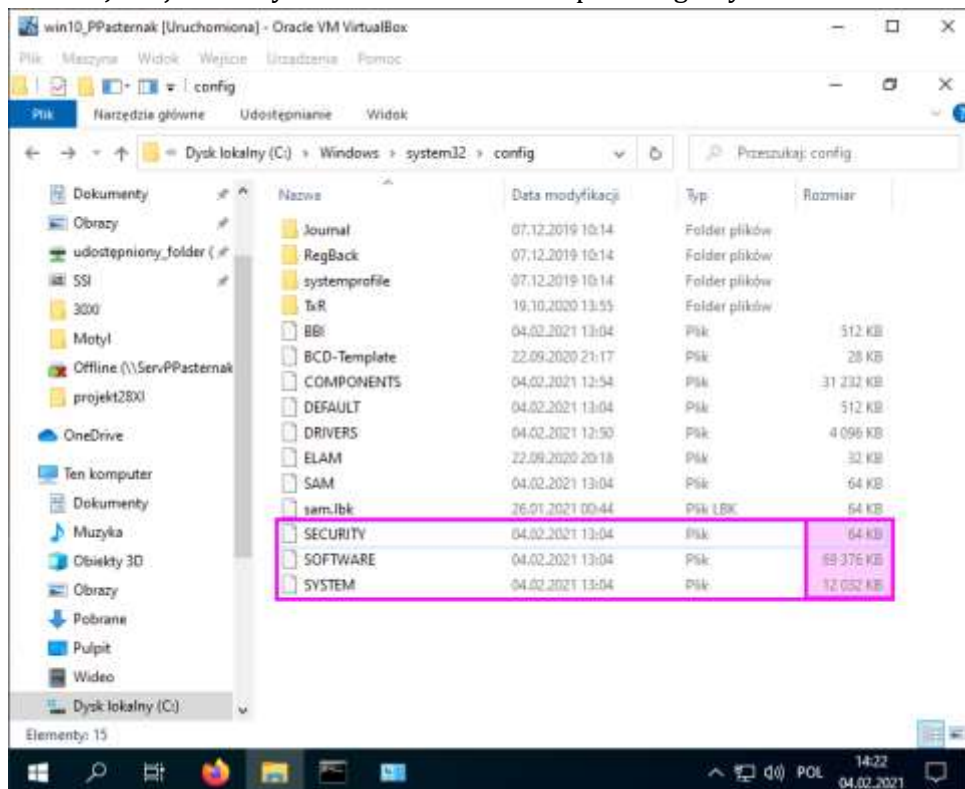 win10_PPasternak [Uruchomiona] - Oracle VM VirtualBox
Plik Maszyna Widok Wejście Urządzenia Pomoc
config
Plik Narzędzia główne Udostępnianie Widok
Dysk lokalny (C:) › Windows › system32 › config Przeszukaj: config
Nazwa Data modyfikacji Typ Rozmiar
Dokumenty
Obrazy
udostępniony_folder (
SSI
Motyl
Offline (\\ServPPasternak
projekt28XI
OneDrive
Ten komputer
Dokumenty
Muzyka
Obiekty 3D
Obrazy
Pobrane
Pulpit
Wideo
Dysk lokalny (C:)
Journal 07.12.2019 10:14 Folder plików
RegBack 07.12.2019 10:14 Folder plików
systemprofile 07.12.2019 10:14 Folder plików
TxR 19.10.2020 13:55 Folder plików
BBI 04.02.2021 13:04 Plik 512 KB
BCD-Template 22.09.2020 21:17 Plik 28 KB
COMPONENTS 04.02.2021 12:54 Plik 31 232 KB
DEFAULT 04.02.2021 13:04 Plik 512 KB
DRIVERS 04.02.2021 12:50 Plik 4 096 KB
ELAM 22.09.2020 20:18 Plik 32 KB
SAM 04.02.2021 13:04 Plik 64 KB
sam.lbk 26.01.2021 00:44 Plik LBK 64 KB
SECURITY 04.02.2021 13:04 Plik 64 KB
SOFTWARE 04.02.2021 13:04 Plik 69 376 KB
SYSTEM 04.02.2021 13:04 Plik 12 032 KB
Elementy: 15
POL 14:22
04.02.2021